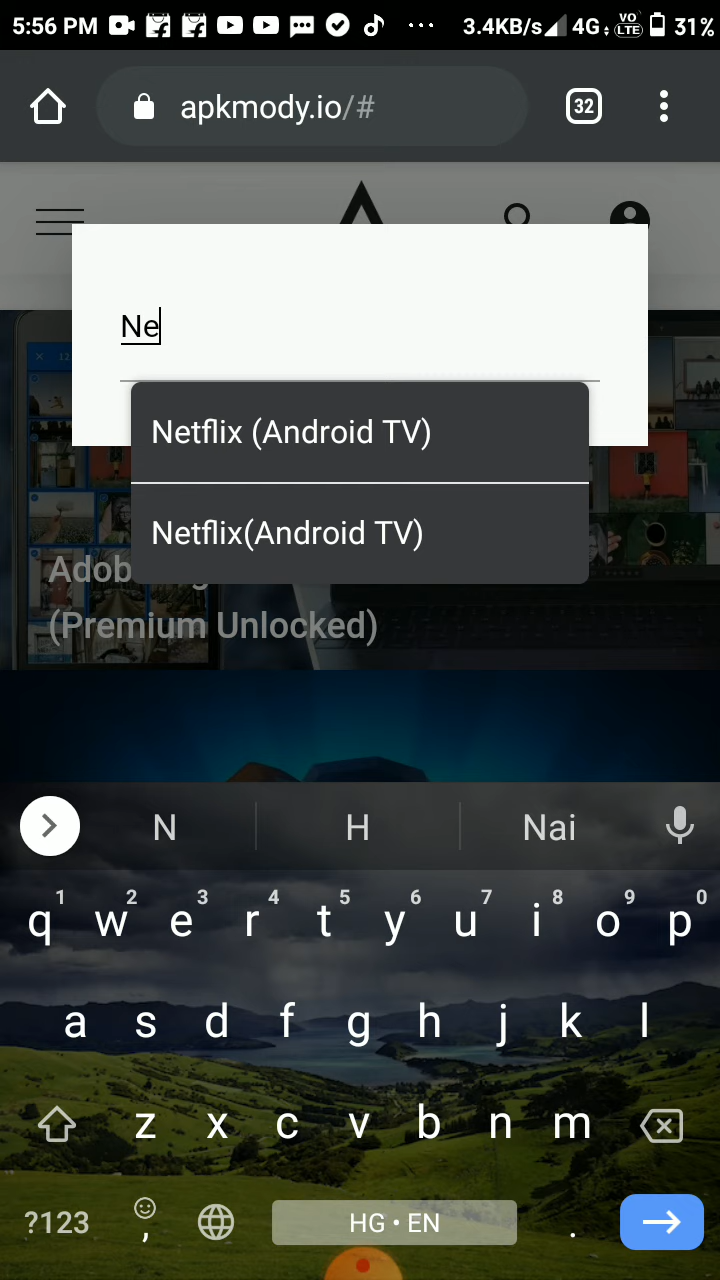 5:56 PM 3.4KB/s 4G VO LTE 31%
apkmody.io/# 32
Ne
Netflix (Android TV)
Netflix(Android TV)
Adob
(Premium Unlocked)
N H Nai
1 2 3 4 5 6 7 8 9 0
q w e r t y u i o p
a s d f g h j k l
z x c v b n m
?123 , HG • EN .